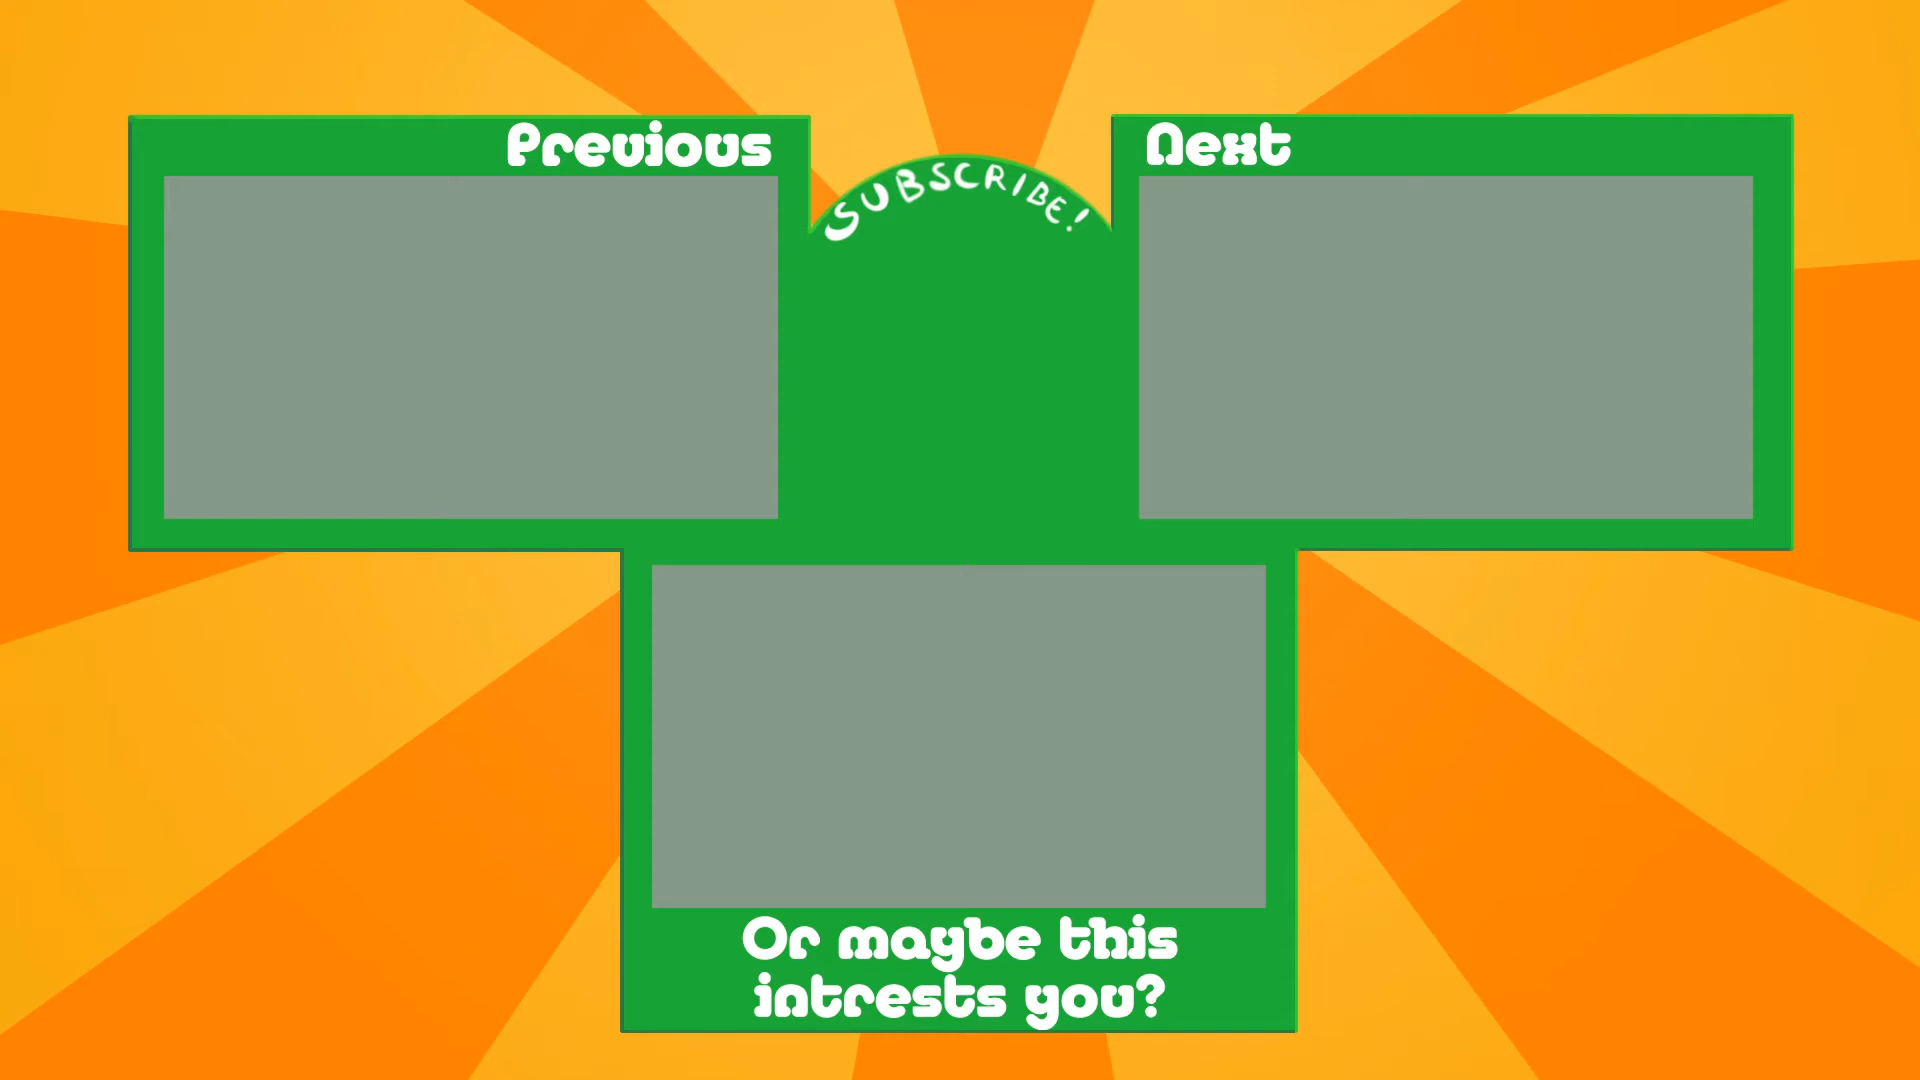 Previous
SUBSCRIBE!
Next
Or maybe this
intrests you?